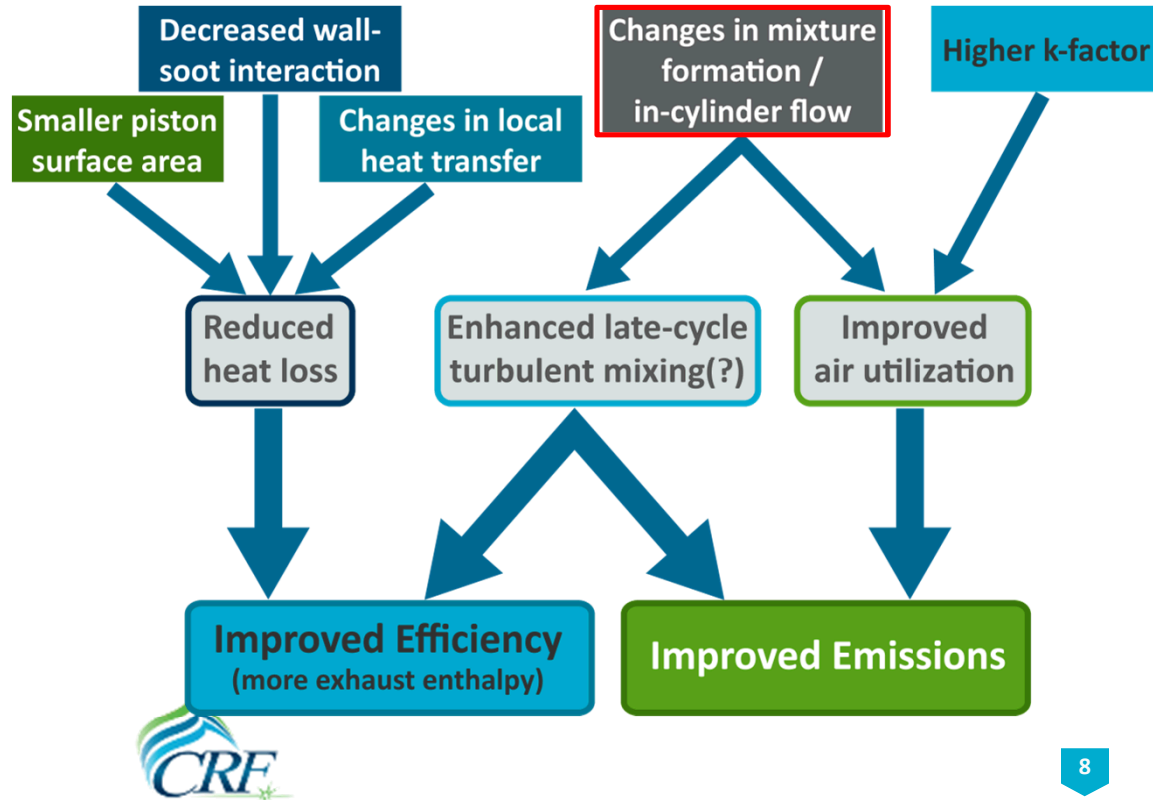 Decreased wall-
soot interaction
Changes in mixture
formation /
in-cylinder flow
Higher k-factor
Smaller piston
surface area
Changes in local
heat transfer
Reduced
heat loss
Enhanced late-cycle
turbulent mixing(?)
Improved
air utilization
Improved Efficiency
(more exhaust enthalpy)
Improved Emissions
CRF
8